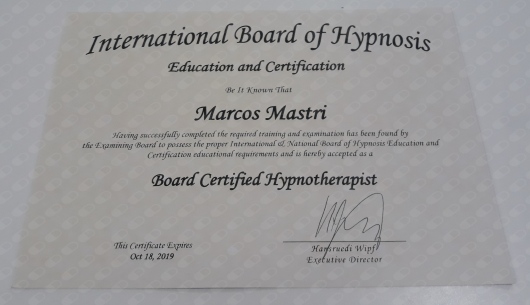 International Board of Hypnosis
Education and Certification
Be It Known That
Marcos Mastri
Having successfully completed the required training and examination has been found by
the Examining Board to possess the proper International & National Board of Hypnosis Education and
Certification educational requirements and is hereby accepted as a
Board Certified Hypnotherapist
This Certificate Expires
Oct 18, 2019
Hansruedi Wipf
Executive Director